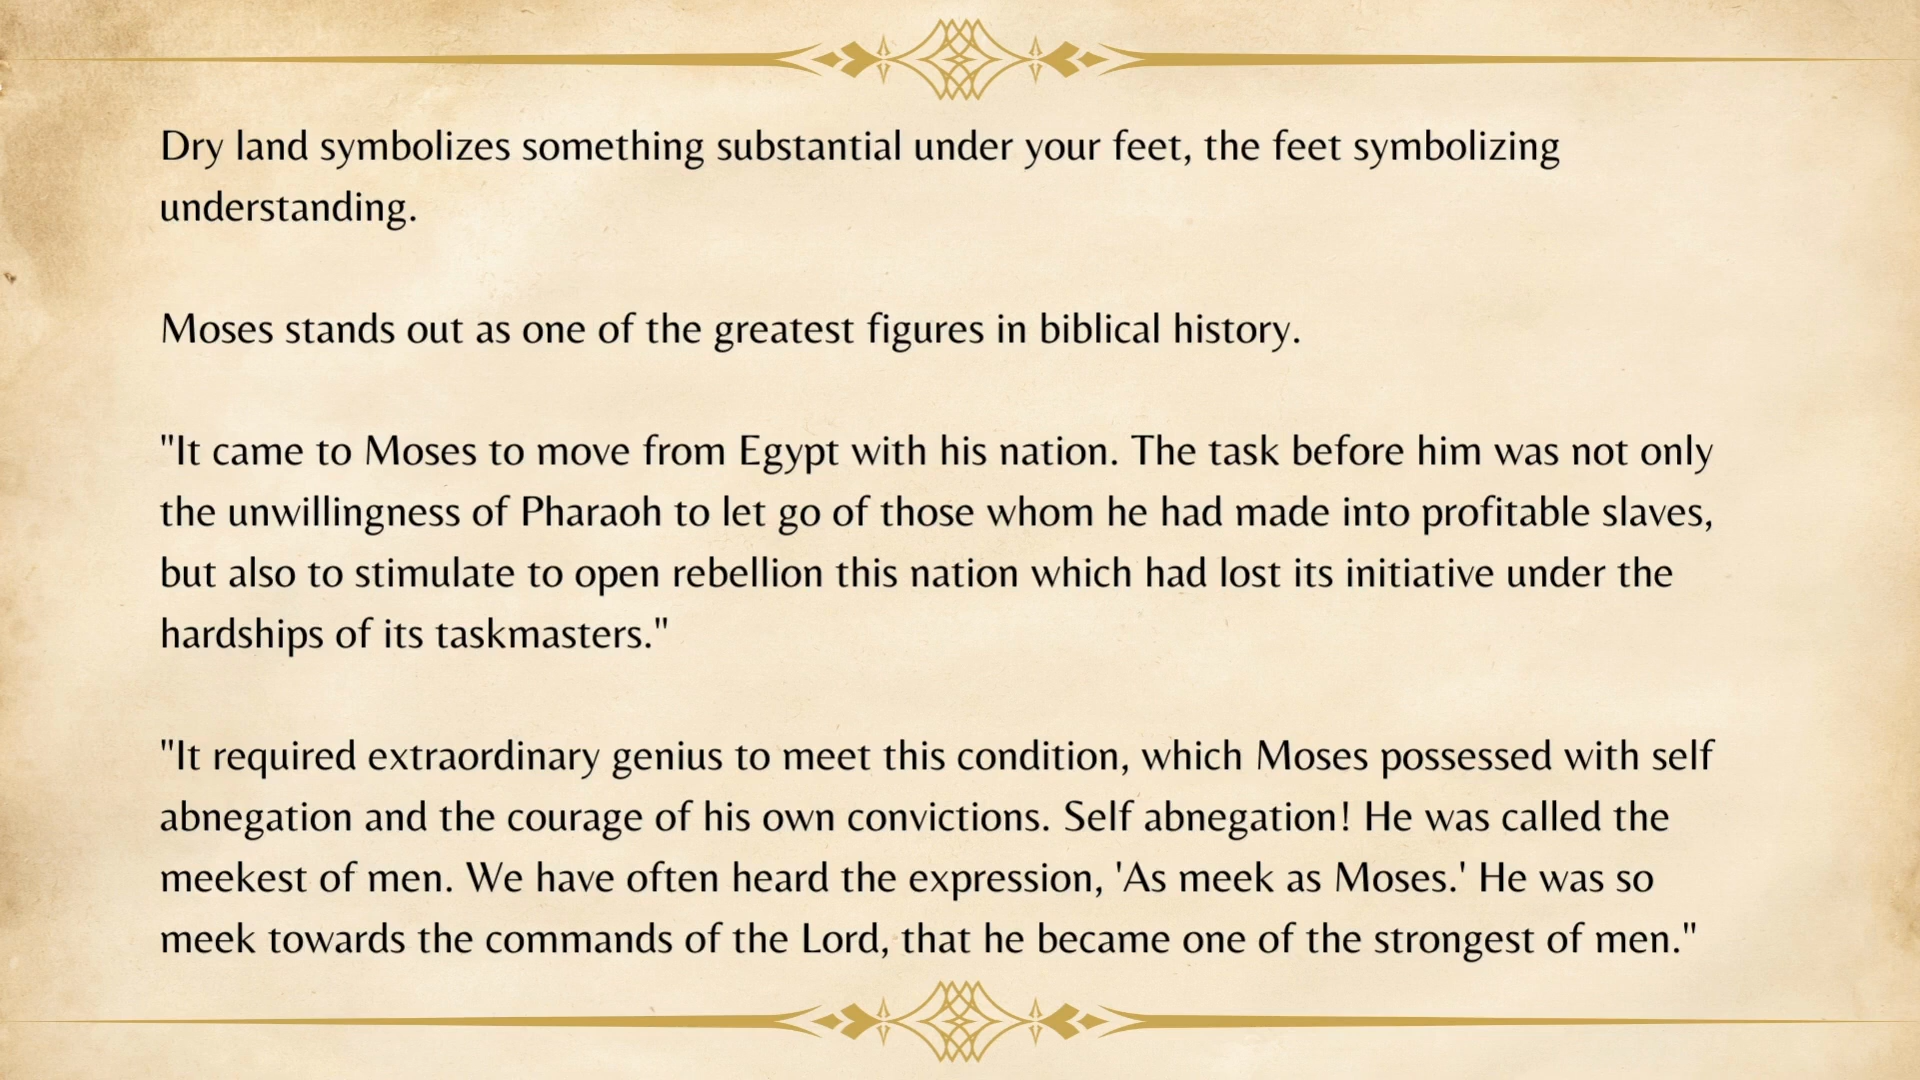 Dry land symbolizes something substantial under your feet, the feet symbolizing
understanding.
Moses stands out as one of the greatest figures in biblical history.
"It came to Moses to move from Egypt with his nation. The task before him was not only
the unwillingness of Pharaoh to let go of those whom he had made into profitable slaves,
but also to stimulate to open rebellion this nation which had lost its initiative under the
hardships of its taskmasters."
"It required extraordinary genius to meet this condition, which Moses possessed with self
abnegation and the courage of his own convictions. Self abnegation! He was called the
meekest of men. We have often heard the expression, 'As meek as Moses.' He was so
meek towards the commands of the Lord, that he became one of the strongest of men."